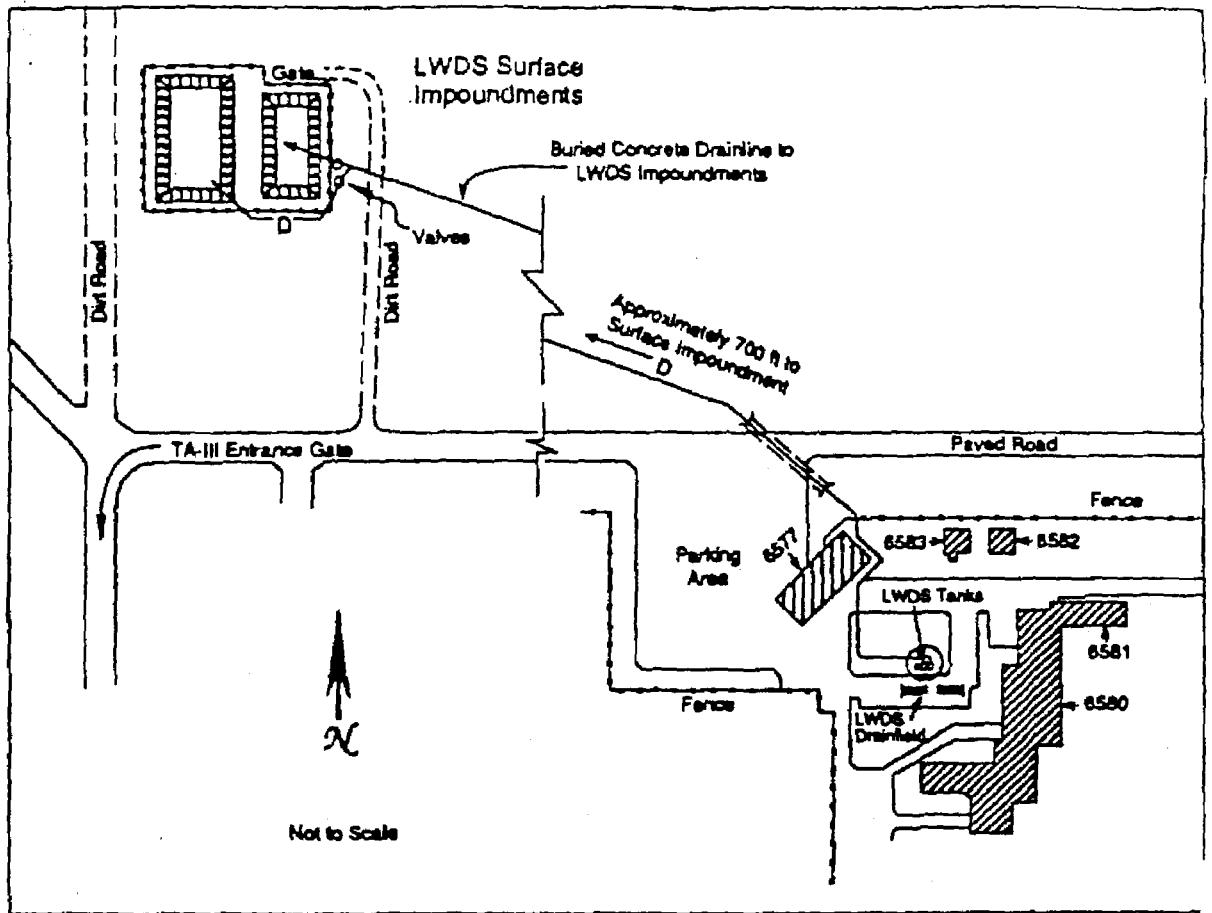 Gate
LWDS Surface
Impoundments
Buried Concrete Drainline to
LWDS Impoundments
D
Valves
Dirt Road
Dirt Road
Approximately 700 ft to
Surface Impoundment
D
TA-III Entrance Gate
Paved Road
Fence
6577
6583
6582
Parking
Area
LWDS Tanks
6581
6580
Fence
LWDS
Drainfield
N
Not to Scale